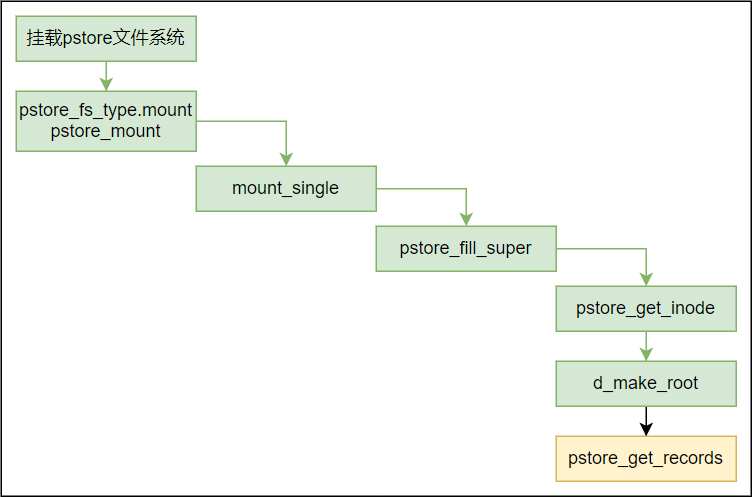 挂载pstore文件系统
pstore_fs_type.mount
pstore_mount
mount_single
pstore_fill_super
pstore_get_inode
d_make_root
pstore_get_records